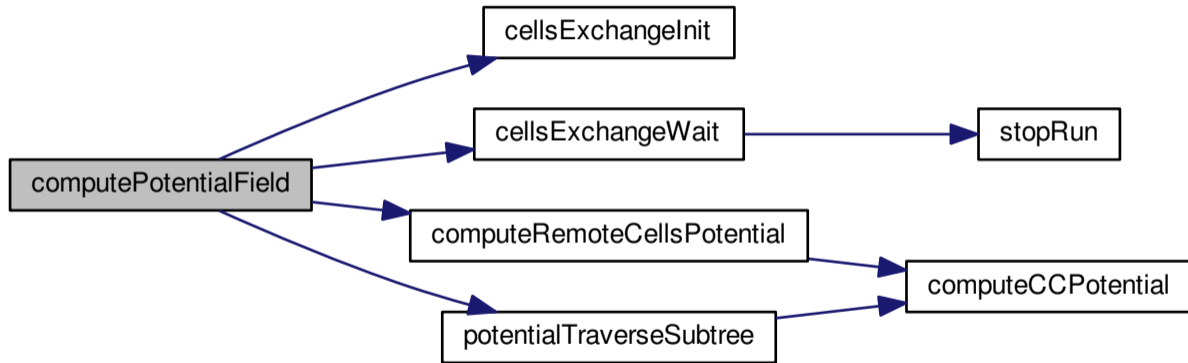 cellsExchangeInit
cellsExchangeWait
stopRun
computePotentialField
computeRemoteCellsPotential
computeCCPotential
potentialTraverseSubtree